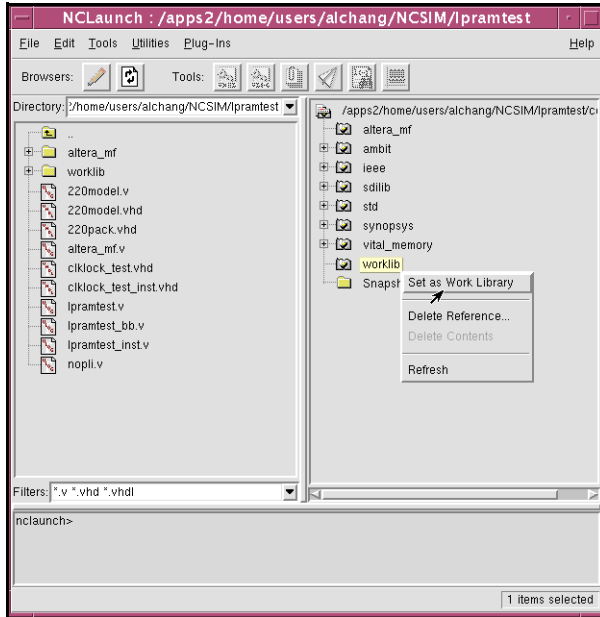 NCLaunch : /apps2/home/users/alchang/NCSIM/lpramtest
File Edit Tools Utilities Plug-Ins Help
Browsers: Tools:
Directory: ?/home/users/alchang/NCSIM/lpramtest
..
altera_mf
worklib
220model.v
220model.vhd
220pack.vhd
altera_mf.v
clklock_test.vhd
clklock_test_inst.vhd
lpramtest.v
lpramtest_bb.v
lpramtest_inst.v
nopli.v
Filters: *.v *.vhd *.vhdl
/apps2/home/users/alchang/NCSIM/lpramtest/c
altera_mf
ambit
ieee
sdilib
std
synopsys
vital_memory
worklib
Snapsh
Set as Work Library
Delete Reference...
Delete Contents
Refresh
nclaunch>
1 items selected